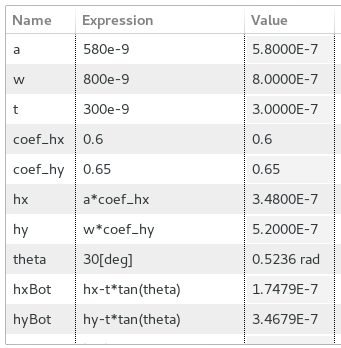 Name Expression Value
a 580e-9 5.8000E-7
w 800e-9 8.0000E-7
t 300e-9 3.0000E-7
coef_hx 0.6 0.6
coef_hy 0.65 0.65
hx a*coef_hx 3.4800E-7
hy w*coef_hy 5.2000E-7
theta 30[deg] 0.5236 rad
hxBot hx-t*tan(theta) 1.7479E-7
hyBot hy-t*tan(theta) 3.4679E-7